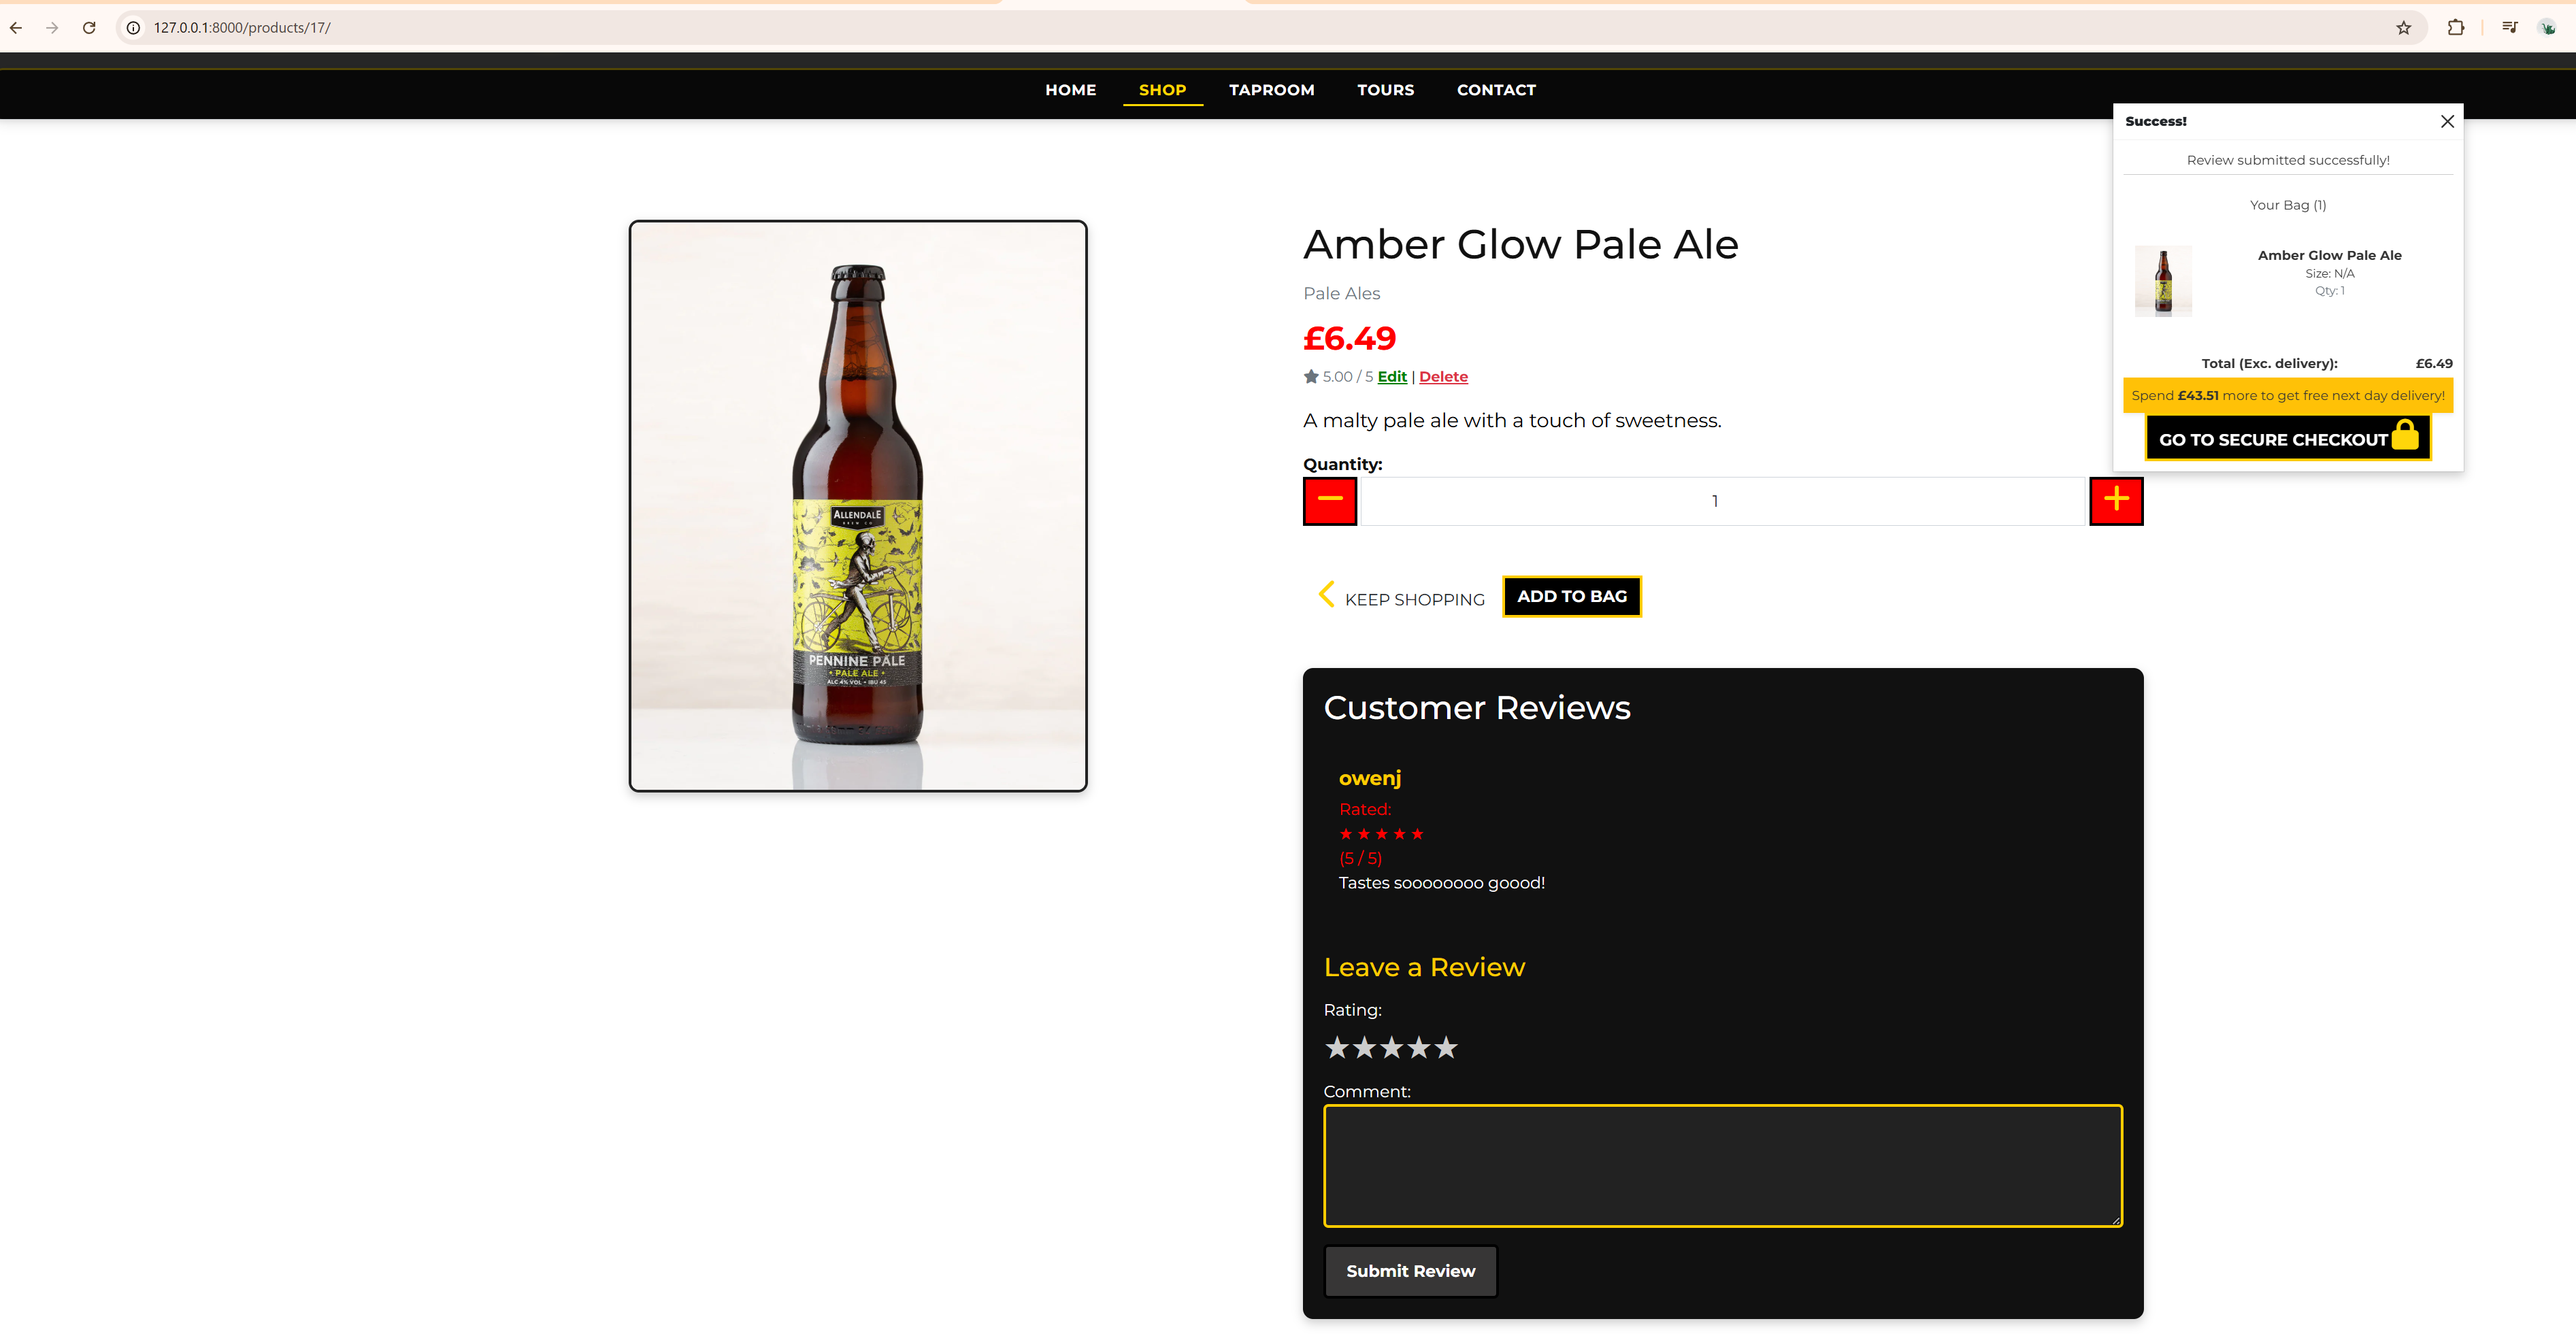 127.0.0.1:8000/products/17/
HOME SHOP TAPROOM TOURS CONTACT
Success!
Review submitted successfully!
Your Bag (1)
Amber Glow Pale Ale
Size: N/A
Qty: 1
Total (Exc. delivery): £6.49
Spend £43.51 more to get free next day delivery!
GO TO SECURE CHECKOUT
ALLENDALE
BREW CO
PENNINE PALE
• PALE ALE •
ALC 4% VOL • IBU 45
Amber Glow Pale Ale
Pale Ales
£6.49
5.00 / 5 Edit | Delete
A malty pale ale with a touch of sweetness.
Quantity:
1
KEEP SHOPPING ADD TO BAG
Customer Reviews
owenj
Rated:
★ ★ ★ ★ ★
(5 / 5)
Tastes soooooooo goood!
Leave a Review
Rating:
★★★★★
Comment:
Submit Review